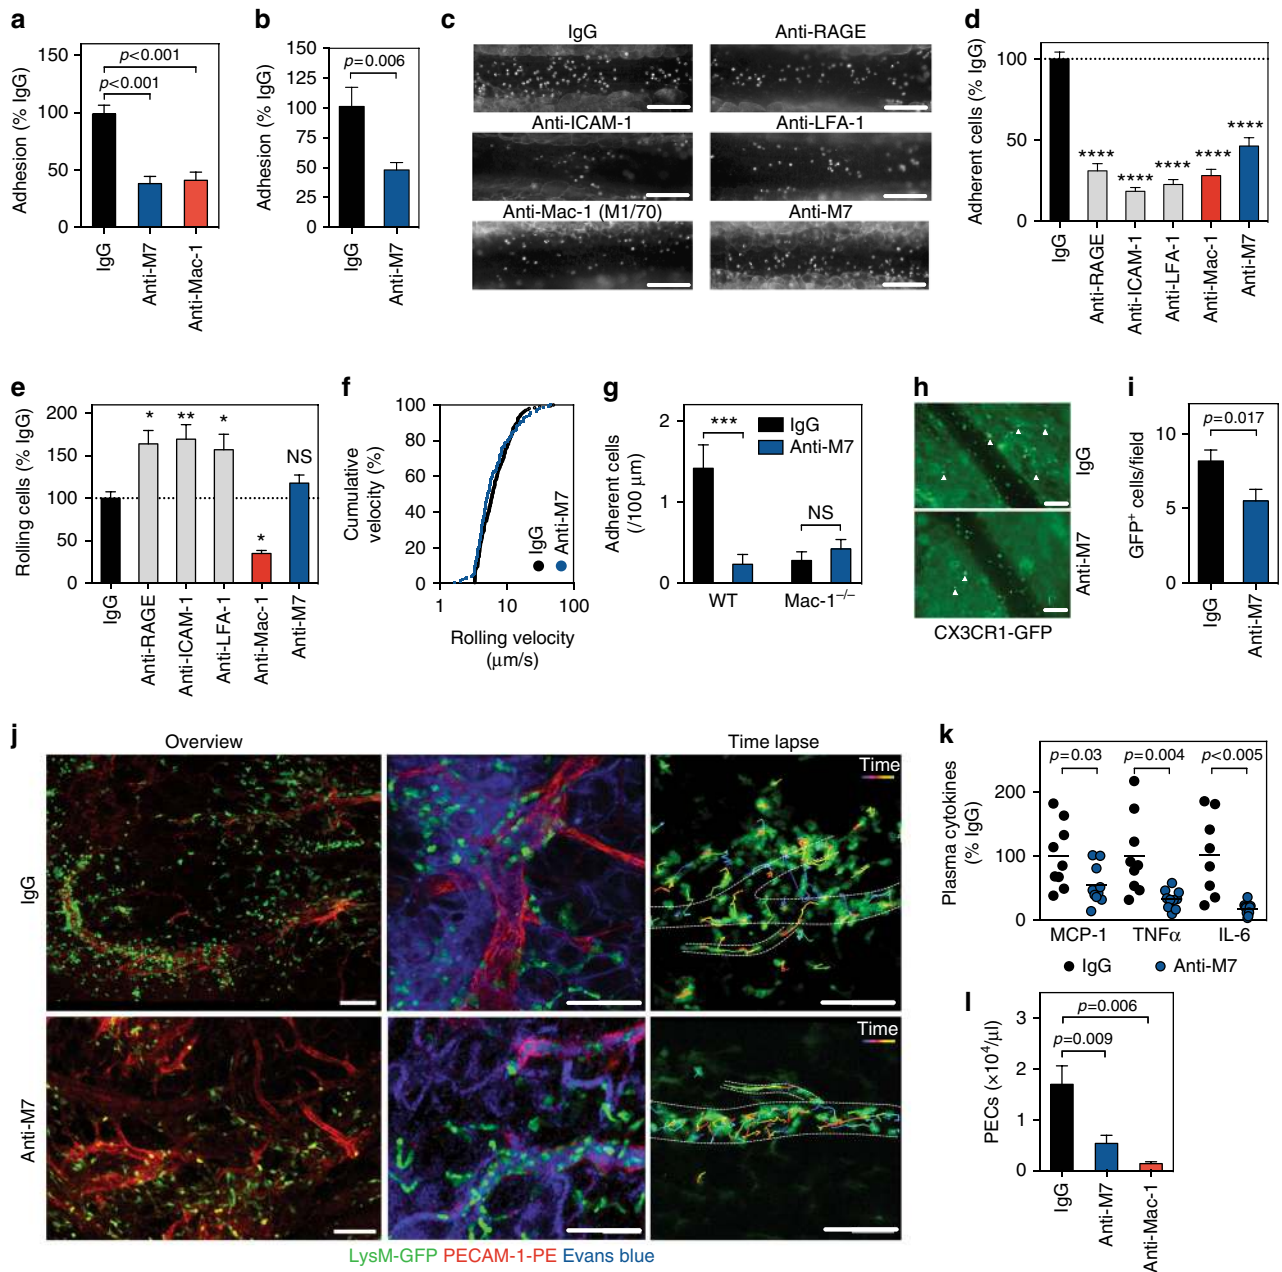 a
Adhesion (% IgG)
150
100
50
0
p<0.001
p<0.001
IgG
Anti-M7
Anti-Mac-1
b
Adhesion (% IgG)
150
125
100
75
50
25
0
p=0.006
IgG
Anti-M7
c
IgG
Anti-RAGE
Anti-ICAM-1
Anti-LFA-1
Anti-Mac-1 (M1/70)
Anti-M7
d
Adherent cells (% IgG)
100
50
0
****
****
****
****
****
IgG
Anti-RAGE
Anti-ICAM-1
Anti-LFA-1
Anti-Mac-1
Anti-M7
e
Rolling cells (% IgG)
200
150
100
50
0
*
**
*
*
NS
IgG
Anti-RAGE
Anti-ICAM-1
Anti-LFA-1
Anti-Mac-1
Anti-M7
f
Cumulative
velocity (%)
100
80
60
40
20
0
IgG
Anti-M7
1
10
100
Rolling velocity
(μm/s)
g
Adherent cells
(/100 μm)
2
1
0
***
NS
IgG
Anti-M7
WT
Mac-1−/−
h
IgG
Anti-M7
CX3CR1-GFP
i
GFP+ cells/field
10
5
0
p=0.017
IgG
Anti-M7
j
Overview
Time lapse
IgG
Time
Anti-M7
Time
LysM-GFP PECAM-1-PE Evans blue
k
Plasma cytokines
(% IgG)
200
100
0
p=0.03
p=0.004
p<0.005
MCP-1
TNFα
IL-6
IgG
Anti-M7
l
PECs (×10⁴/μl)
3
2
1
0
p=0.006
p=0.009
IgG
Anti-M7
Anti-Mac-1